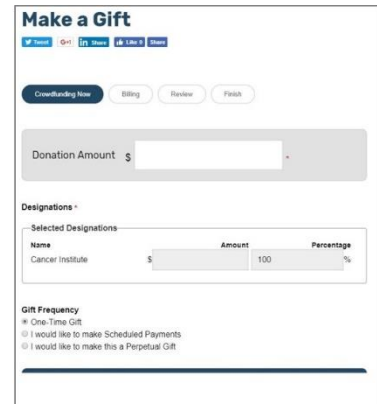 Make a Gift
Tweet G+1 in Share Like 0 Share
Crowdfunding Now Billing Review Finish
Donation Amount $ *
Designations *
Selected Designations
Name Amount Percentage
Cancer Institute $ 100 %
Gift Frequency
One-Time Gift
I would like to make Scheduled Payments
I would like to make this a Perpetual Gift